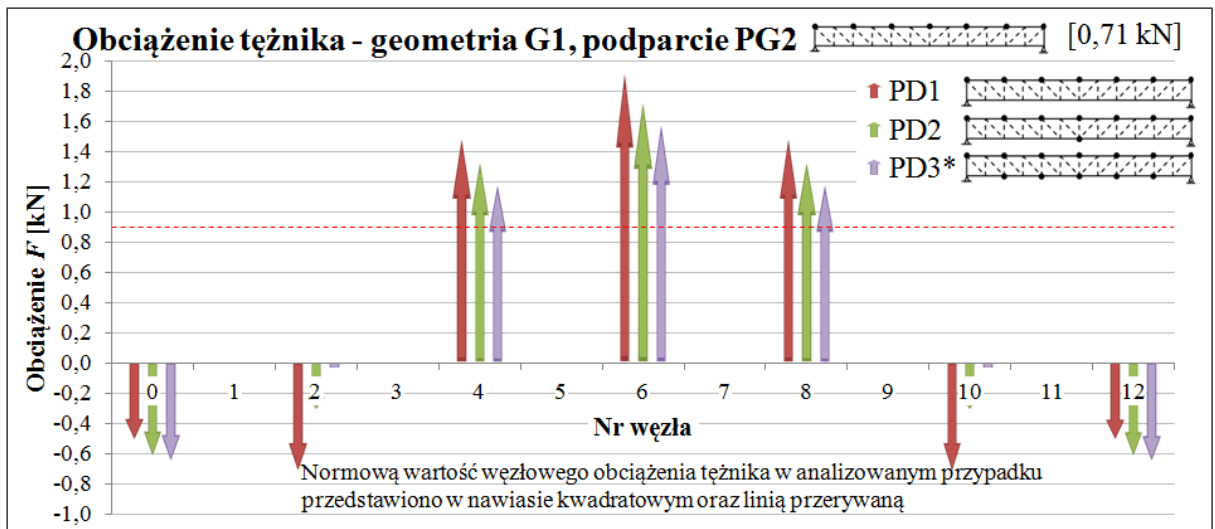 Obciążenie tężnika - geometria G1, podparcie PG2 [0,71 kN]
2,0
1,8
1,6
1,4
1,2
1,0
0,8
0,6
0,4
0,2
0,0
-0,2
-0,4
-0,6
-0,8
-1,0
Obciążenie F [kN]
PD1
PD2
PD3*
0 1 2 3 4 5 6 7 8 9 10 11 12
Nr węzła
Normową wartość węzłowego obciążenia tężnika w analizowanym przypadku
przedstawiono w nawiasie kwadratowym oraz linią przerywaną